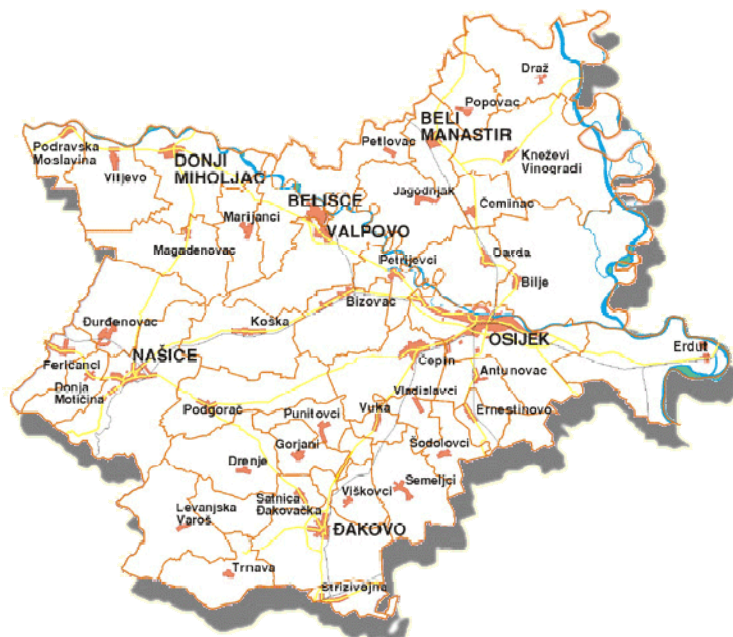 Draž
Popovac
BELI
MANASTIR
Podravska
Moslavina
Viljevo
DONJI
MIHOLJAC
Petlovac
Kneževi
Vinogradi
BELISCE
Jagodnjak
Čeminac
Marijanci
VALPOVO
Magadenovac
Petrijevci
Darda
Bilje
Bizovac
Koška
Đurđenovac
OSIJEK
Erdut
NAŠICE
Feričanci
Čepin
Antunovac
Donja
Motičina
Vladislavci
Podgorač
Punitovci
Vuka
Ernestinovo
Gorjani
Šodolovci
Drenje
Semeljci
Satnica
Đakovačka
Viškovci
Levanjska
Varoš
ĐAKOVO
Trnava
Strizivojna